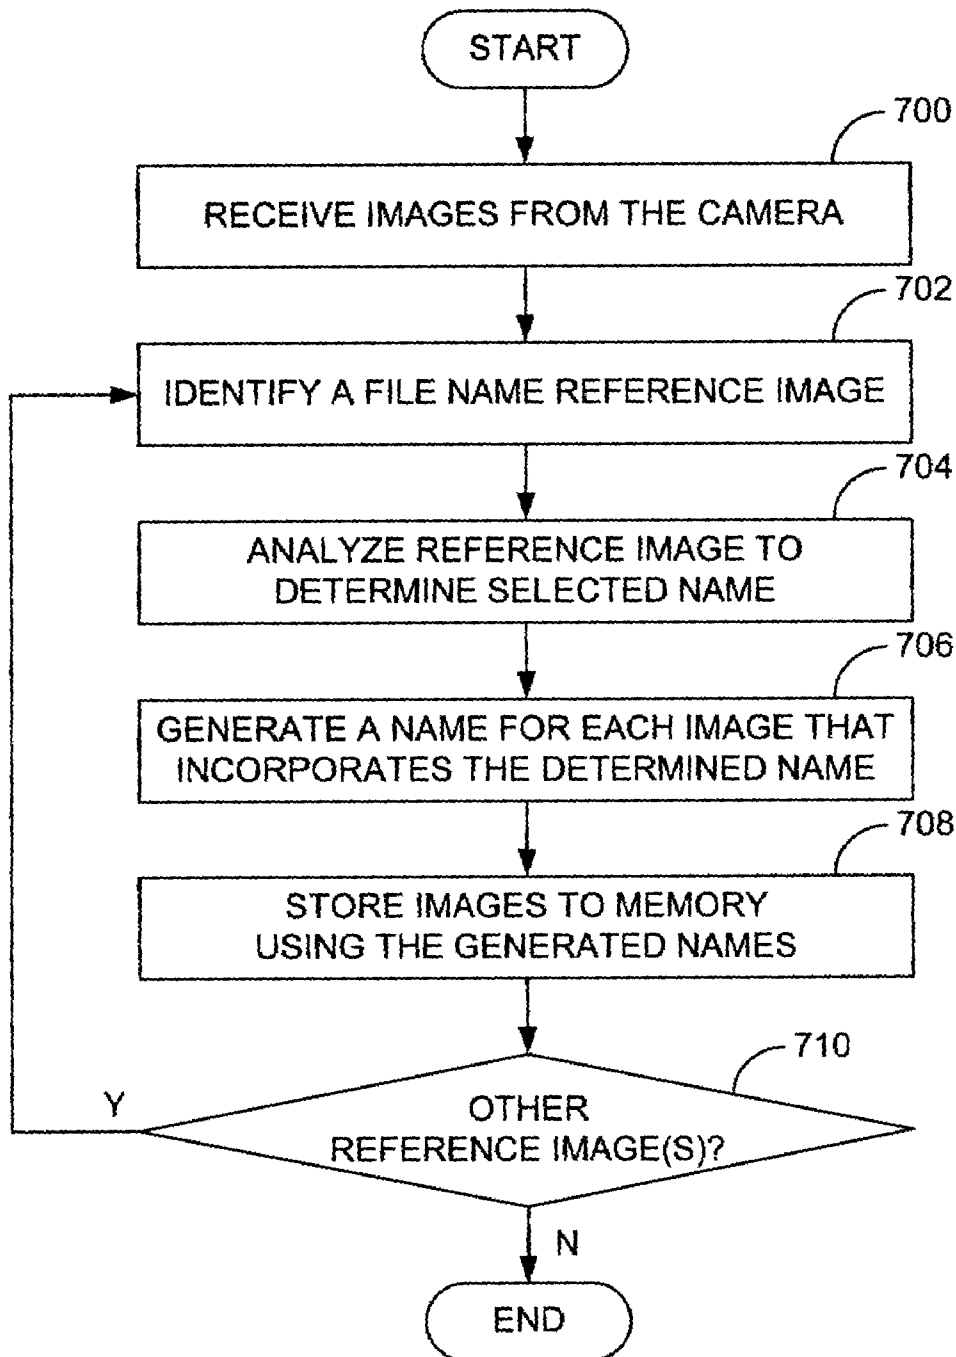 START
700
RECEIVE IMAGES FROM THE CAMERA
702
IDENTIFY A FILE NAME REFERENCE IMAGE
704
ANALYZE REFERENCE IMAGE TO
DETERMINE SELECTED NAME
706
GENERATE A NAME FOR EACH IMAGE THAT
INCORPORATES THE DETERMINED NAME
708
STORE IMAGES TO MEMORY
USING THE GENERATED NAMES
710
Y
OTHER
REFERENCE IMAGE(S)?
N
END